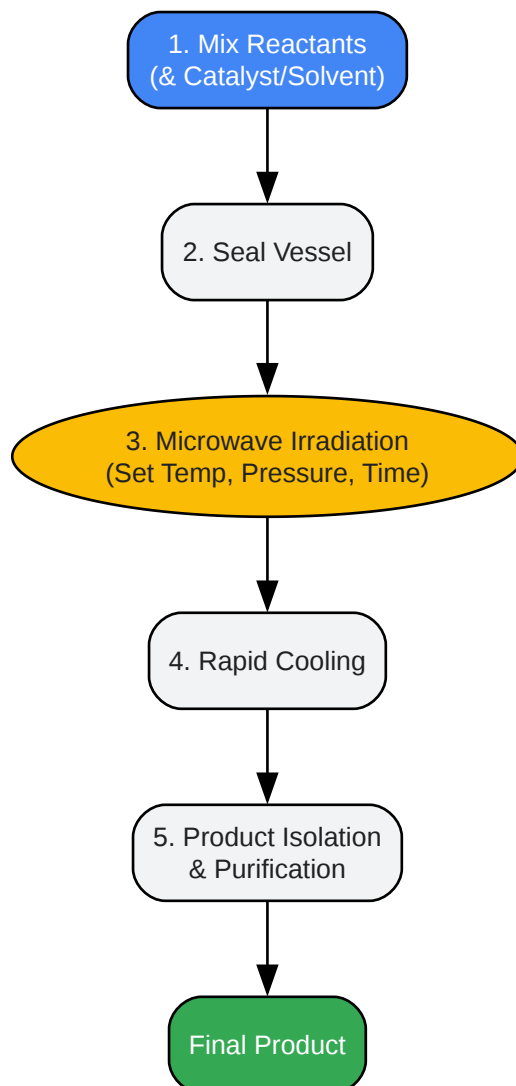 1. Mix Reactants
(& Catalyst/Solvent)
2. Seal Vessel
3. Microwave Irradiation
(Set Temp, Pressure, Time)
4. Rapid Cooling
5. Product Isolation
& Purification
Final Product